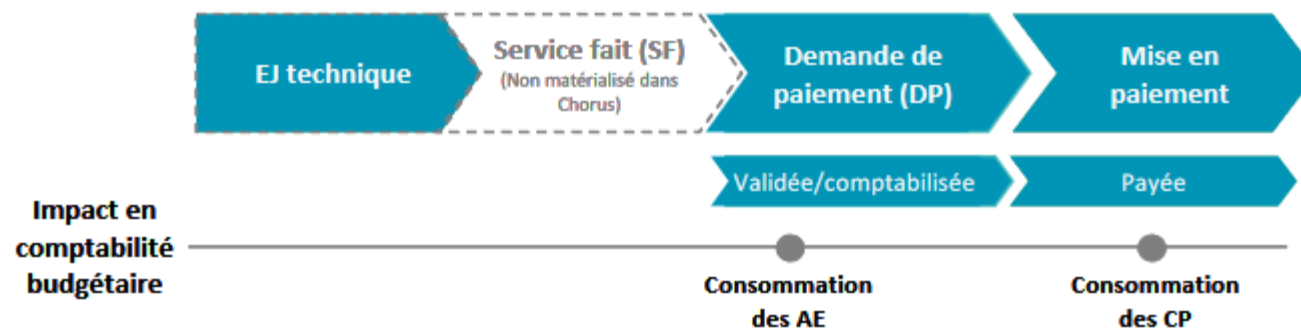 EJ technique
Service fait (SF)
(Non matérialisé dans
Chorus)
Demande de
paiement (DP)
Mise en
paiement
Validée/comptabilisée
Payée
Impact en
comptabilité
budgétaire
Consommation
des AE
Consommation
des CP